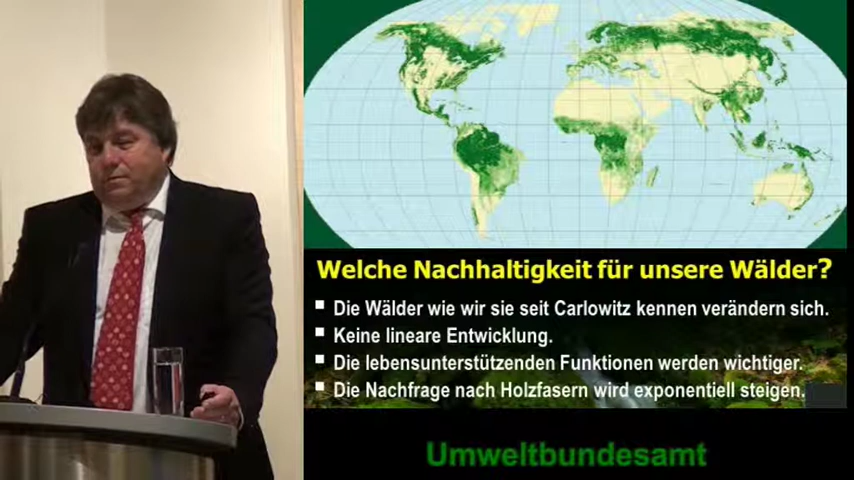 Welche Nachhaltigkeit für unsere Wälder?
Die Wälder wie wir sie seit Carlowitz kennen verändern sich.
Keine lineare Entwicklung.
Die lebensunterstützenden Funktionen werden wichtiger.
Die Nachfrage nach Holzfasern wird exponentiell steigen.
Umweltbundesamt